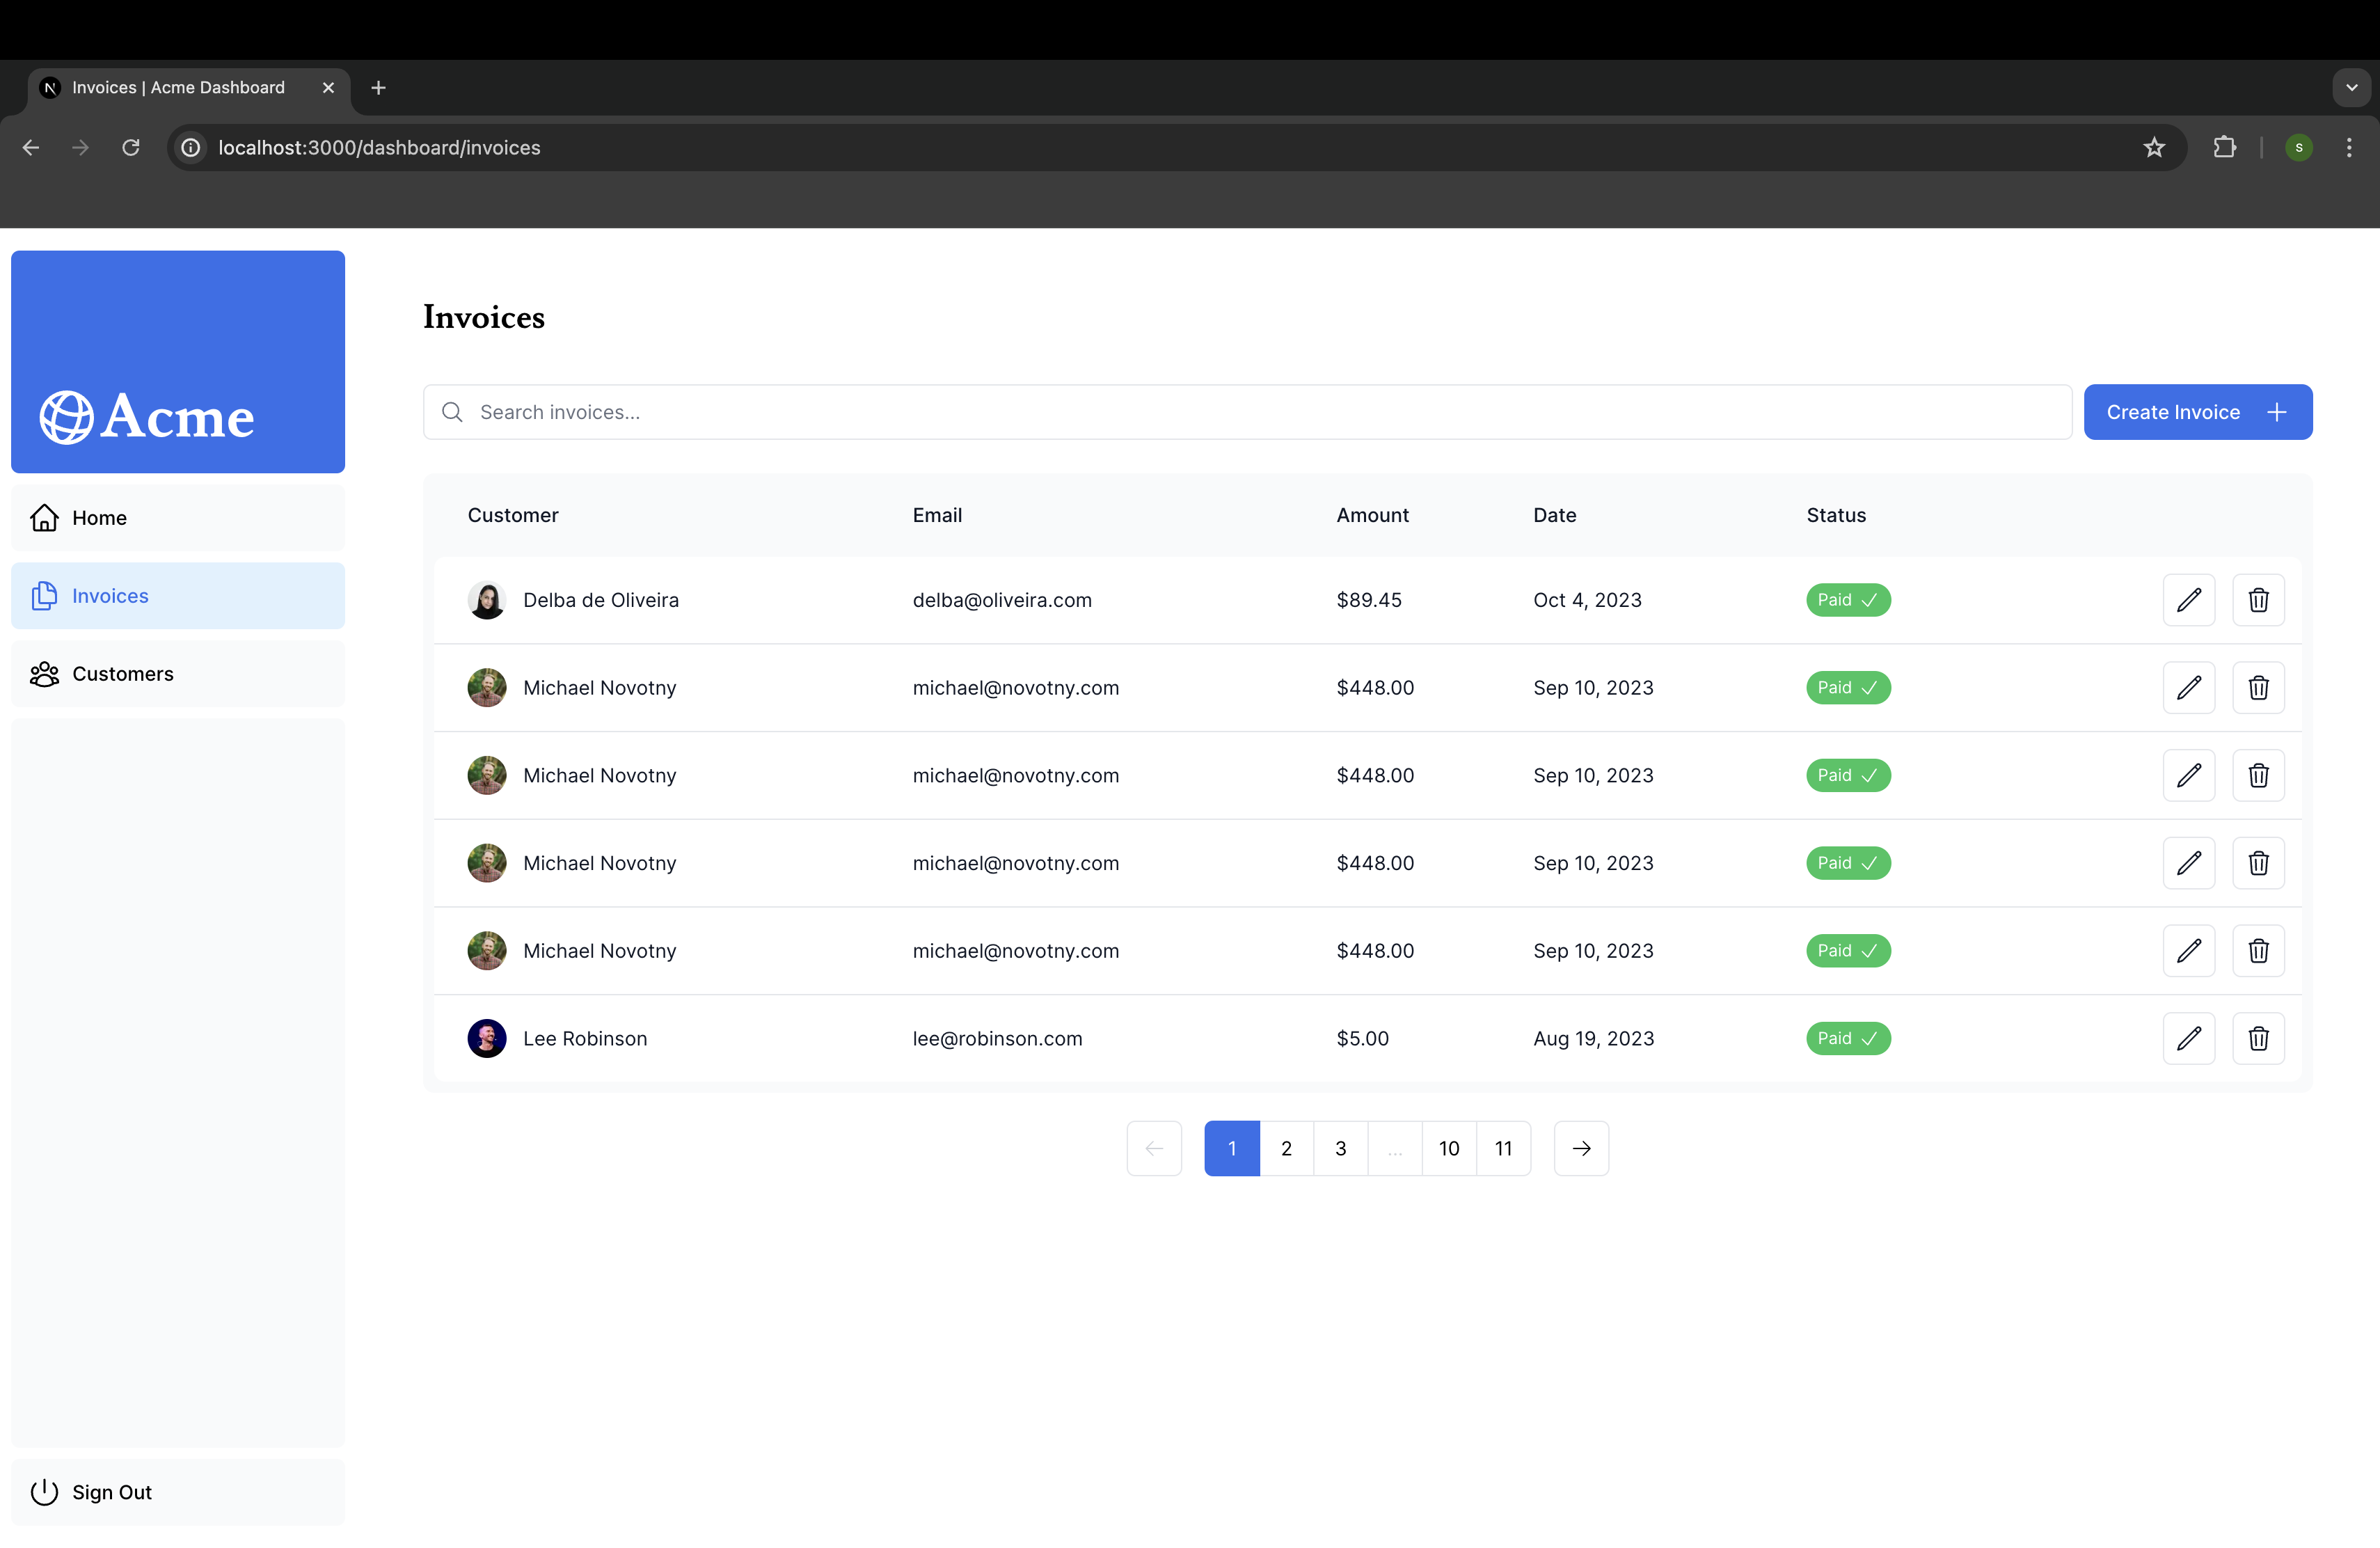 Invoices | Acme Dashboard
localhost:3000/dashboard/invoices
s
Acme
Home
Invoices
Customers
Sign Out
Invoices
Search invoices...
Create Invoice
Customer Email Amount Date Status
Delba de Oliveira delba@oliveira.com $89.45 Oct 4, 2023 Paid
Michael Novotny michael@novotny.com $448.00 Sep 10, 2023 Paid
Michael Novotny michael@novotny.com $448.00 Sep 10, 2023 Paid
Michael Novotny michael@novotny.com $448.00 Sep 10, 2023 Paid
Michael Novotny michael@novotny.com $448.00 Sep 10, 2023 Paid
Lee Robinson lee@robinson.com $5.00 Aug 19, 2023 Paid
1 2 3 ... 10 11